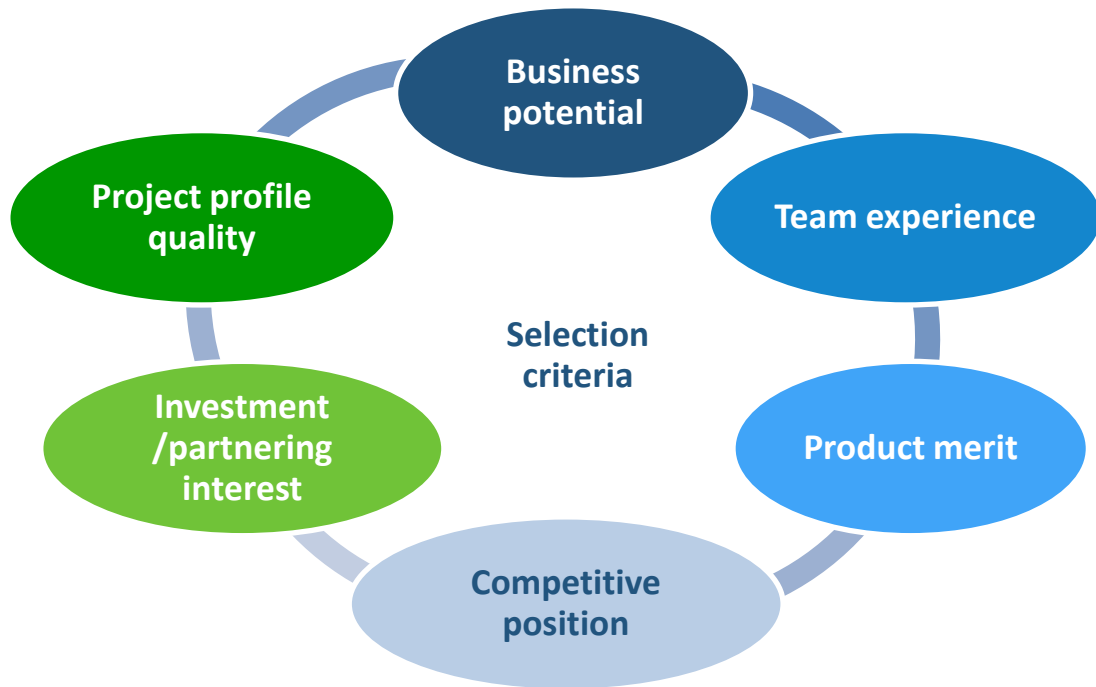 Business
potential
Team experience
Product merit
Competitive
position
Investment
/partnering
interest
Project profile
quality
Selection
criteria